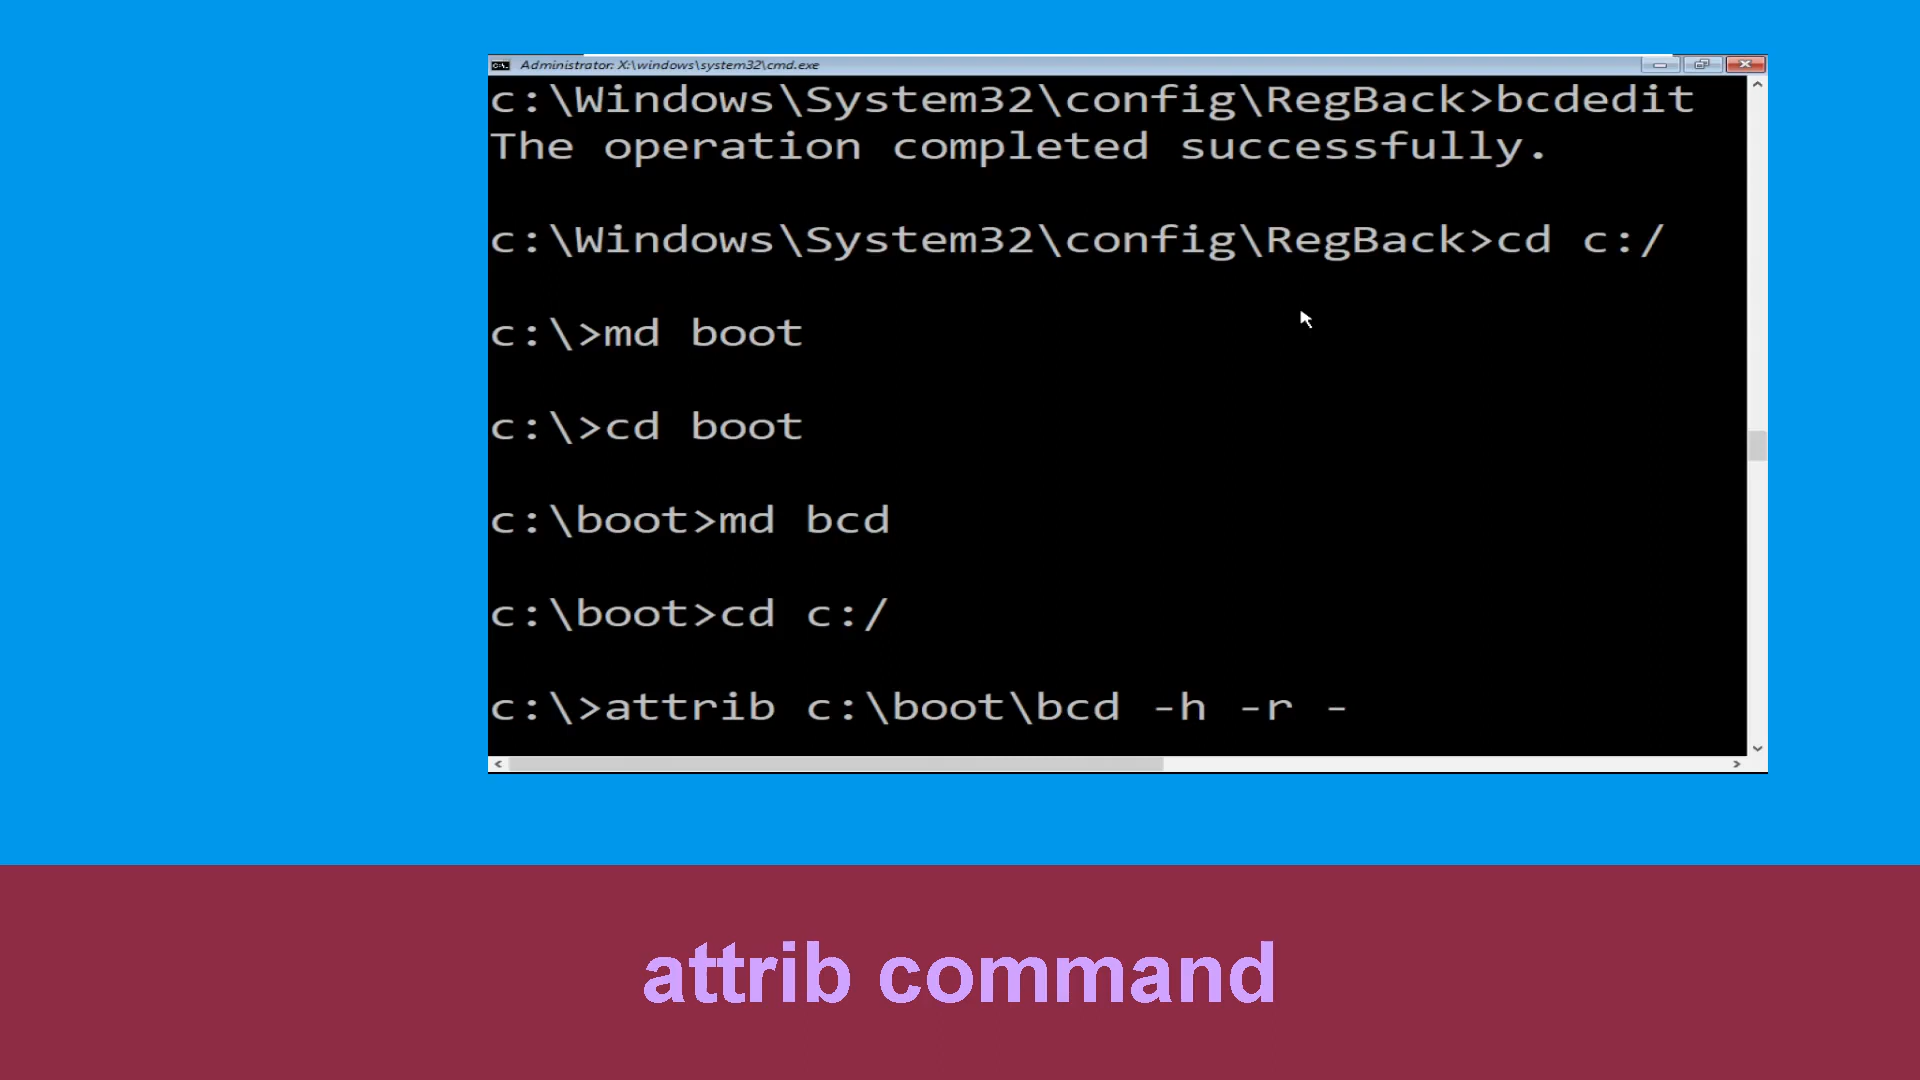 Administrator: X:\windows\system32\cmd.exe
c:\Windows\System32\config\RegBack>bcdedit
The operation completed successfully.
c:\Windows\System32\config\RegBack>cd c:/
c:\>md boot
c:\>cd boot
c:\boot>md bcd
c:\boot>cd c:/
c:\>attrib c:\boot\bcd -h -r -
attrib command